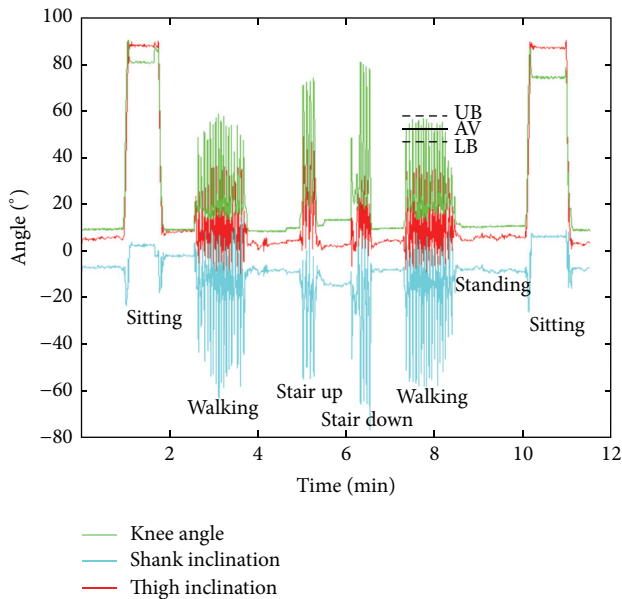 100
80
60
40
20
0
−20
−40
−60
−80
Angle (°)
UB
AV
LB
Standing
Sitting
Sitting
Walking
Stair up
Walking
Stair down
2
4
6
8
10
12
Time (min)
Knee angle
Shank inclination
Thigh inclination